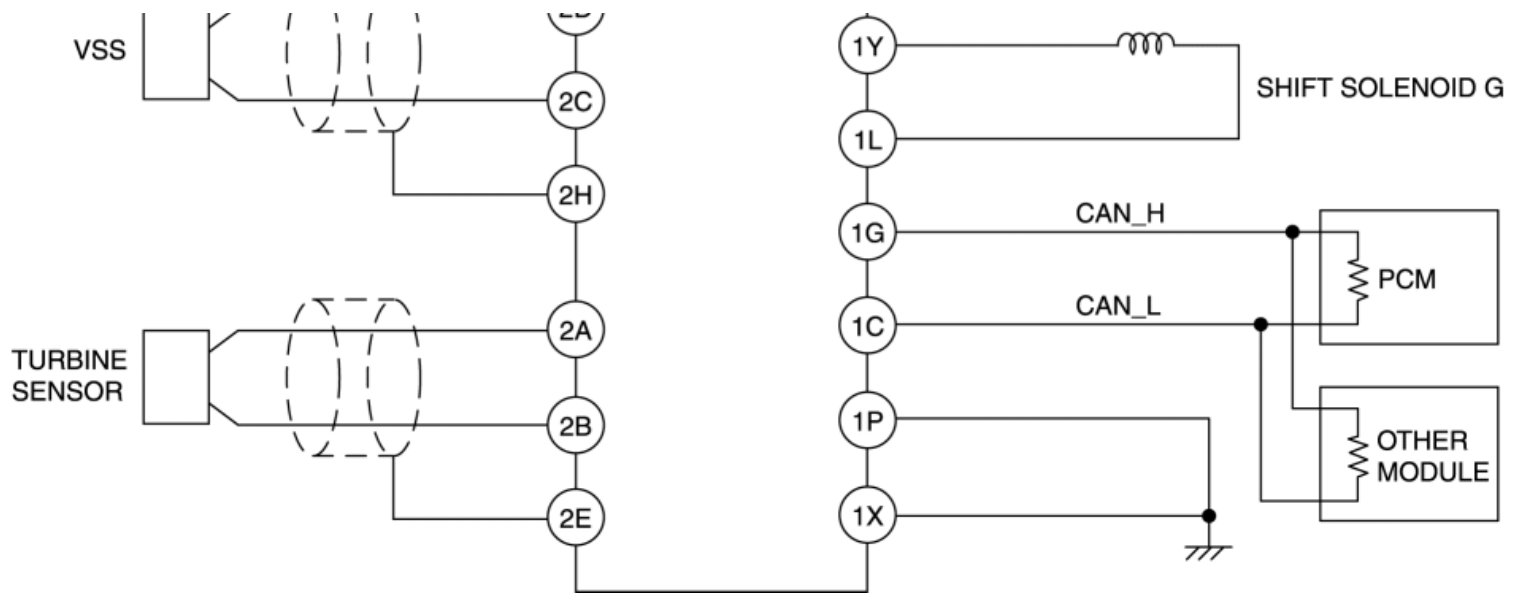 VSS
2C
2H
TURBINE
SENSOR
2A
2B
2E
1Y
1L
1G
1C
1P
1X
SHIFT SOLENOID G
CAN_H
CAN_L
PCM
OTHER
MODULE